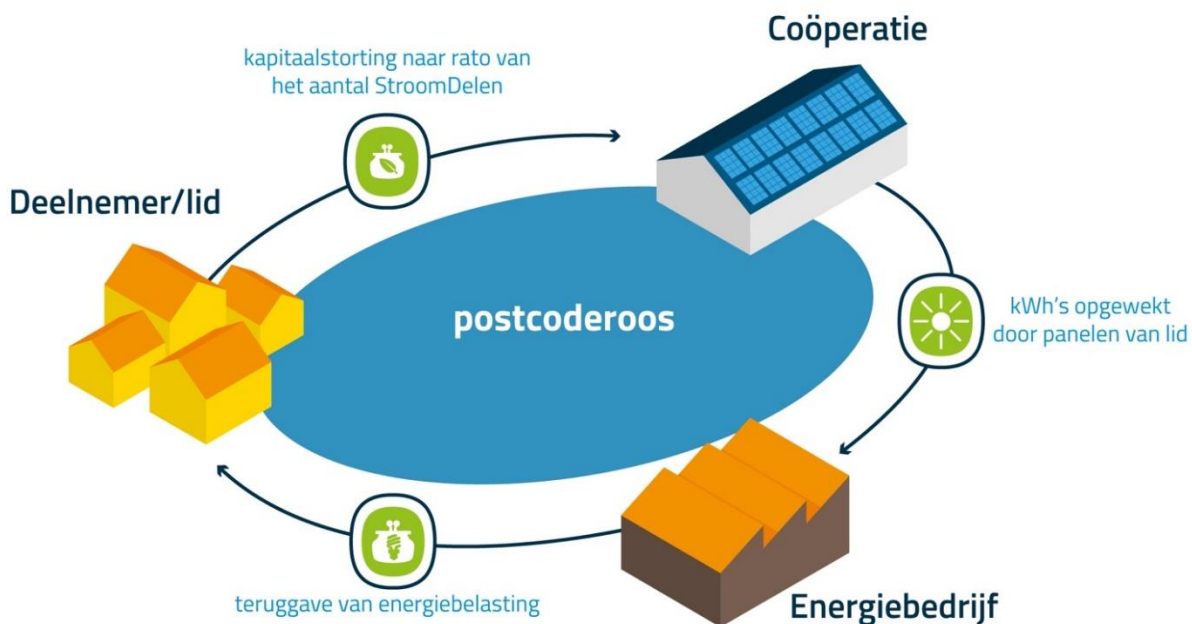 Coöperatie
kapitaalstorting naar rato van
het aantal StroomDelen
Deelnemer/lid
postcoderoos
kWh's opgewekt
door panelen van lid
teruggave van energiebelasting
Energiebedrijf